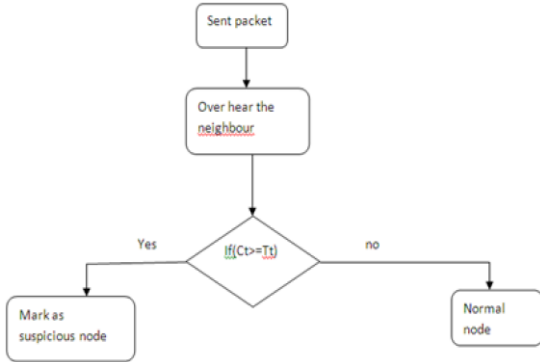 Sent packet
Over hear the
neighbour
If(Ct>=Tt)
Yes
no
Mark as
suspicious node
Normal
node